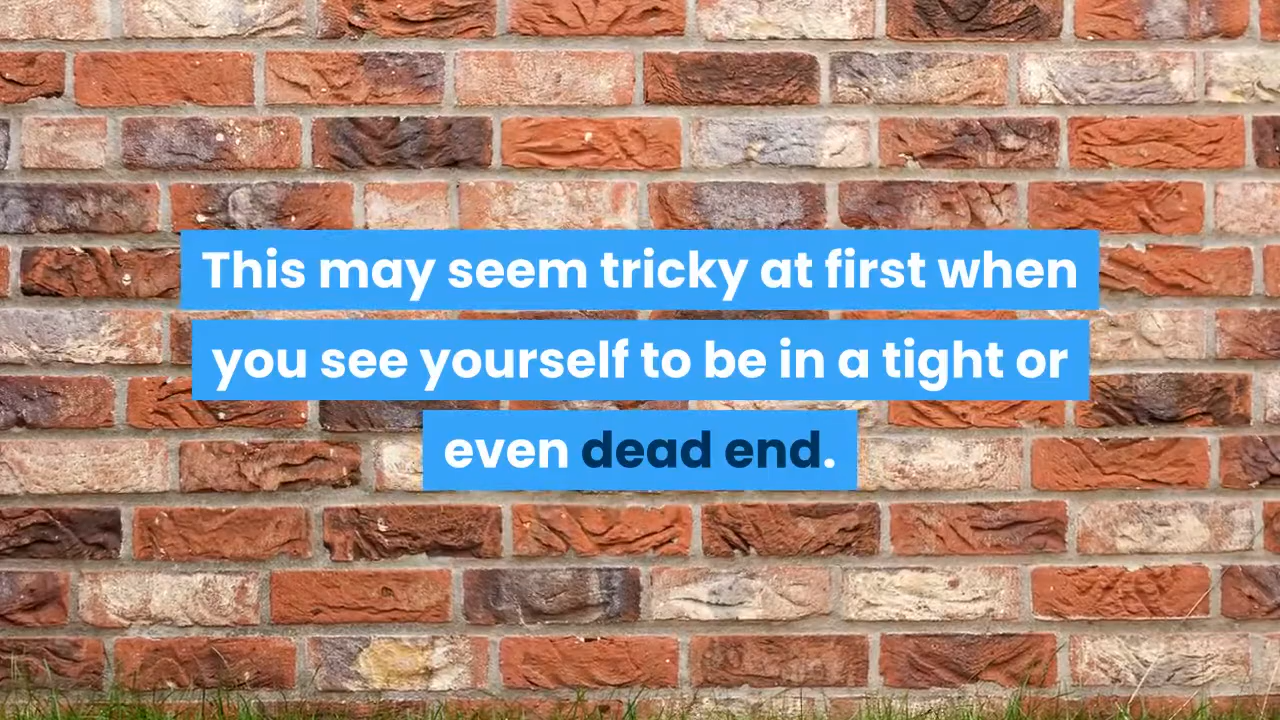 This may seem tricky at first when
you see yourself to be in a tight or
even dead end.